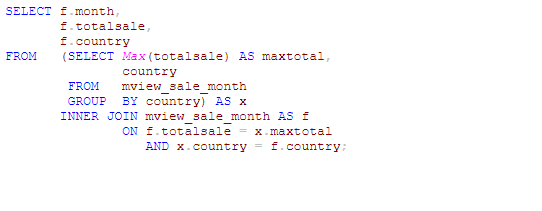 SELECT f.month,
       f.totalsale,
       f.country
FROM   (SELECT Max(totalsale) AS maxtotal,
               country
        FROM   mview_sale_month
        GROUP  BY country) AS x
       INNER JOIN mview_sale_month AS f
               ON f.totalsale = x.maxtotal
                  AND x.country = f.country;